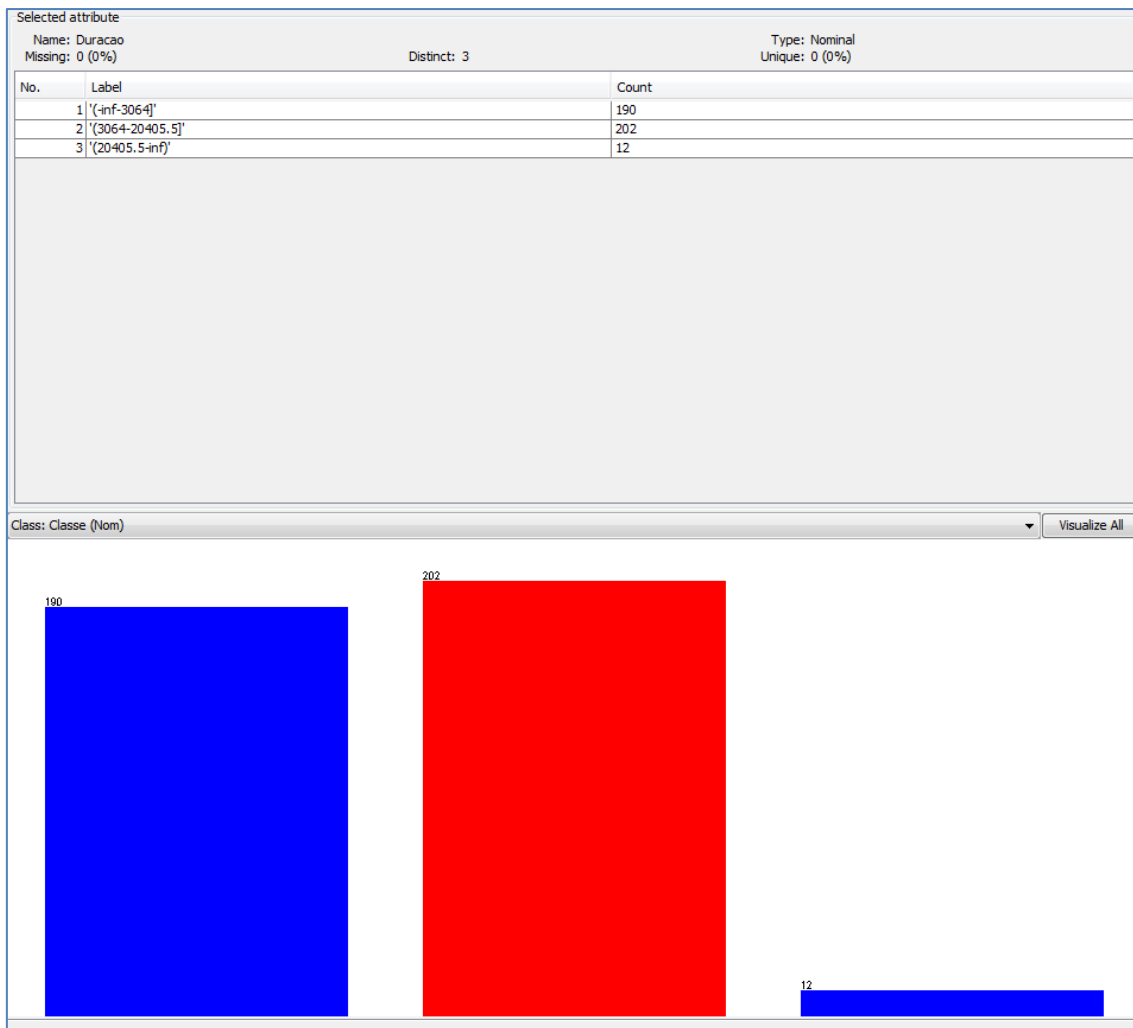 Selected attribute
Name: Duracao Type: Nominal
Missing: 0 (0%) Distinct: 3 Unique: 0 (0%)
No. Label Count
1 '(-inf-3064]' 190
2 '(3064-20405.5]' 202
3 '(20405.5-inf)' 12
Class: Classe (Nom) Visualize All
202
190
12